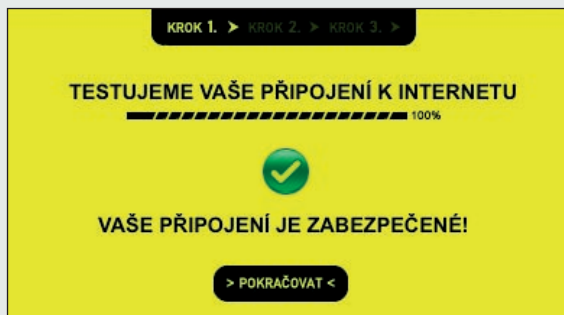 KROK 1. > KROK 2. > KROK 3. >
TESTUJEME VAŠE PŘIPOJENÍ K INTERNETU
100%
VAŠE PŘIPOJENÍ JE ZABEZPEČENÉ!
> POKRAČOVAT <